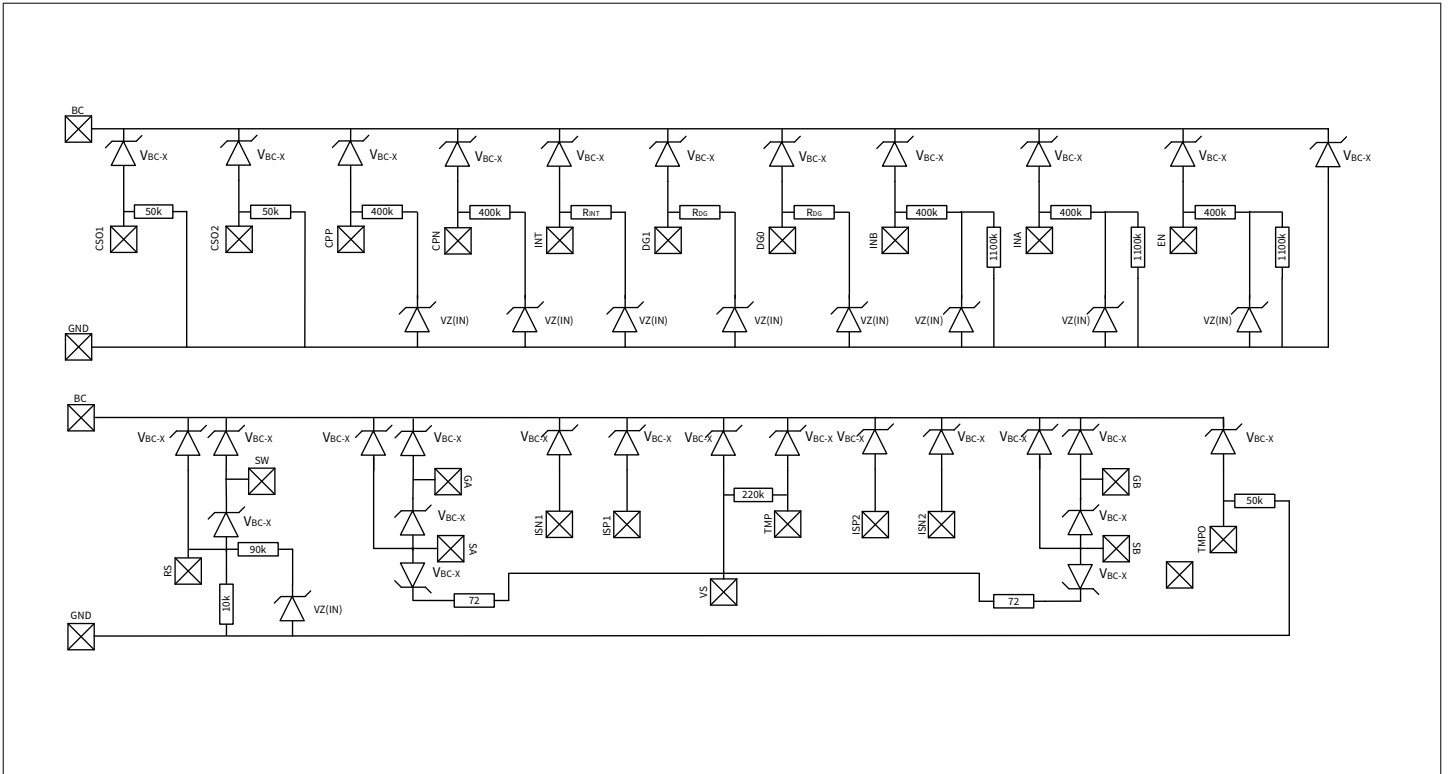 BC
VBC-X VBC-X VBC-X VBC-X VBC-X VBC-X VBC-X VBC-X VBC-X VBC-X VBC-X
50k 50k 400k 400k RINT RDG RDG 400k 400k 400k
CSO1 CSO2 CPP CPN INT DG1 DG0 INB 1100k INA 1100k EN 1100k
VZ(IN) VZ(IN) VZ(IN) VZ(IN) VZ(IN) VZ(IN) VZ(IN) VZ(IN)
GND
BC
VBC-X VBC-X VBC-X VBC-X VBC-X VBC-X VBC-X VBC-X VBC-X VBC-X VBC-X VBC-X VBC-X
SW GA GB
220k 50k
VBC-X VBC-X VBC-X
ISN1 ISP1 TMP ISP2 ISN2 TMPO
90k SA SB
RS VBC-X VBC-X
10k VS
72 72
VZ(IN)
GND